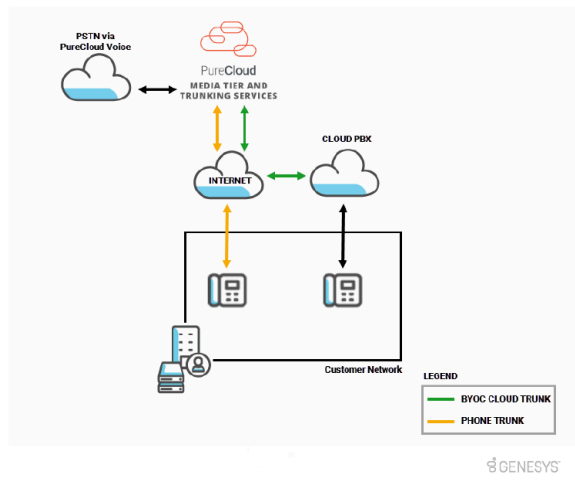 PSTN via
PureCloud Voice
PureCloud
MEDIA TIER AND
TRUNKING SERVICES
CLOUD PBX
INTERNET
Customer Network
LEGEND
BYOC CLOUD TRUNK
PHONE TRUNK
GENESYS™